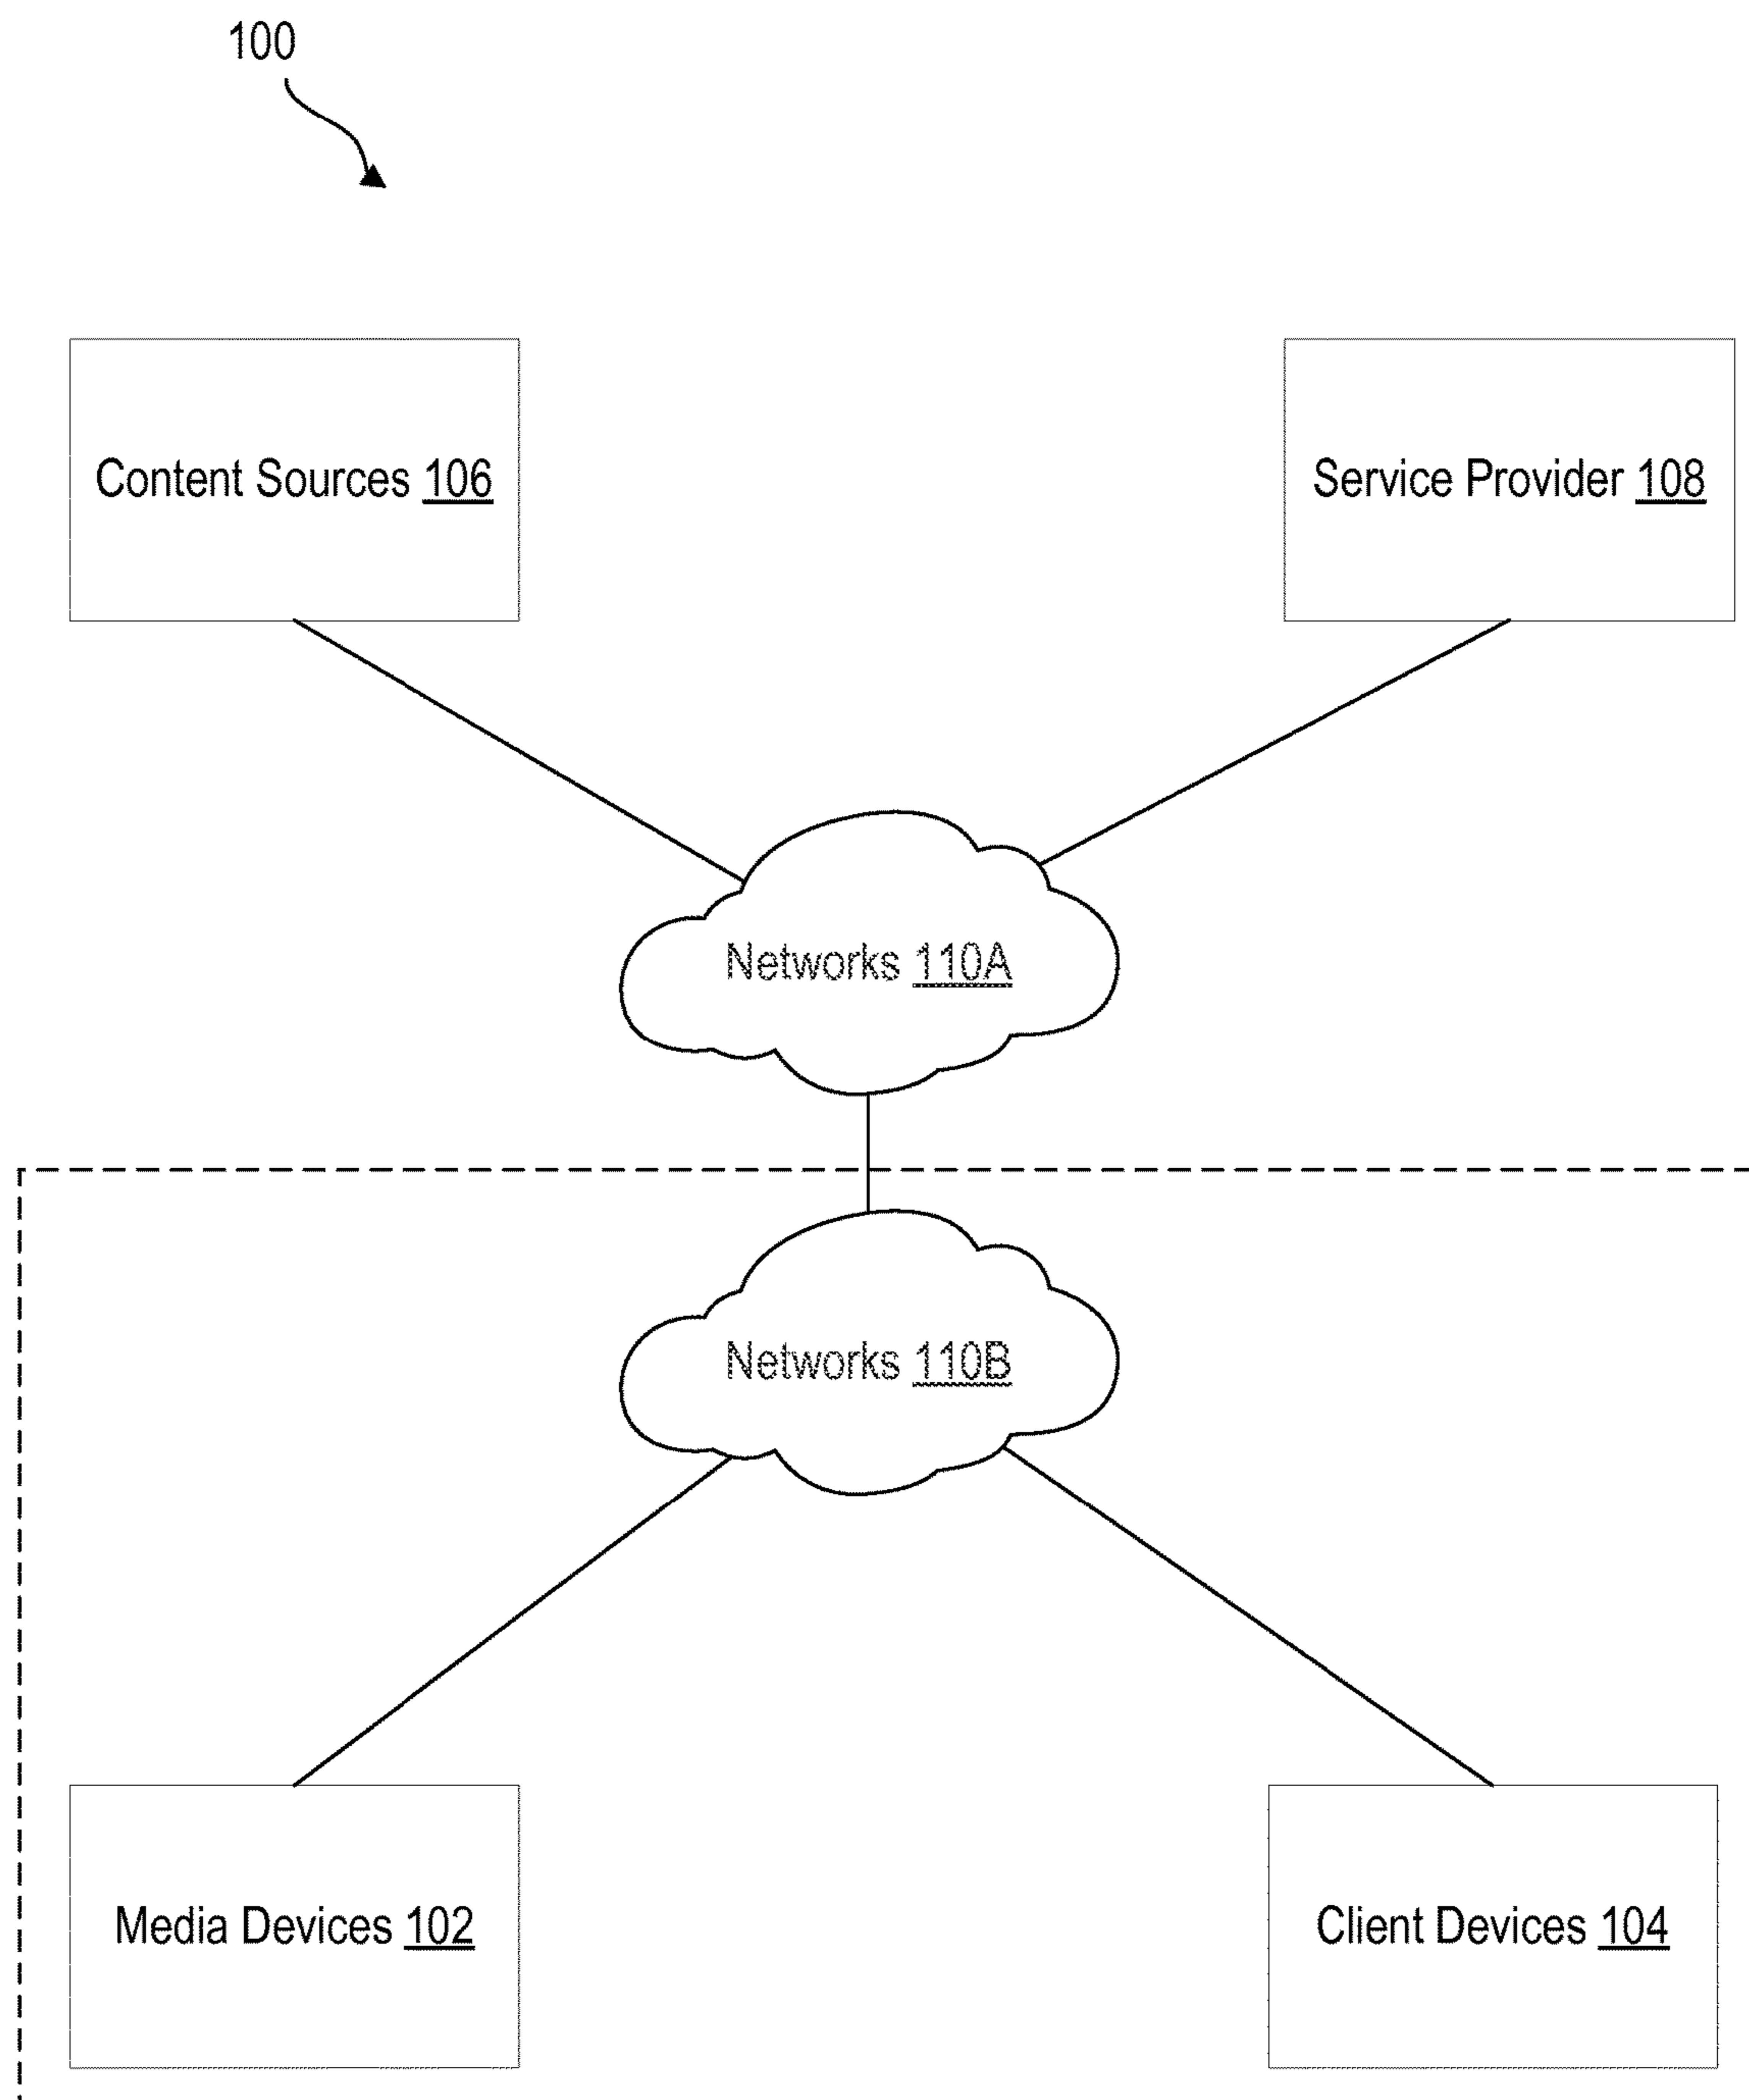 100
Content Sources 106
Service Provider 108
Networks 110A
Networks 110B
Media Devices 102
Client Devices 104